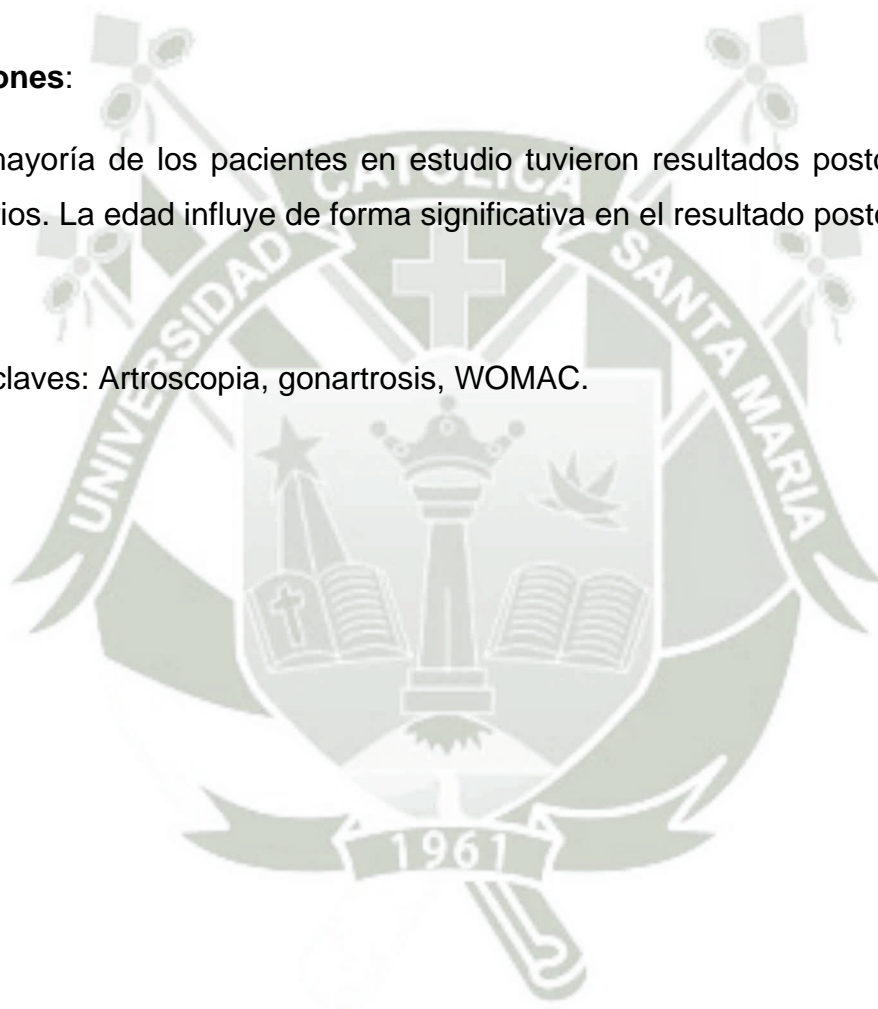 ones:
mayoría de los pacientes en estudio tuvieron resultados posto
rios. La edad influye de forma significativa en el resultado posto
claves: Artroscopia, gonartrosis, WOMAC.
UNIVERSIDAD CATOLICA SANTA MARIA
1961